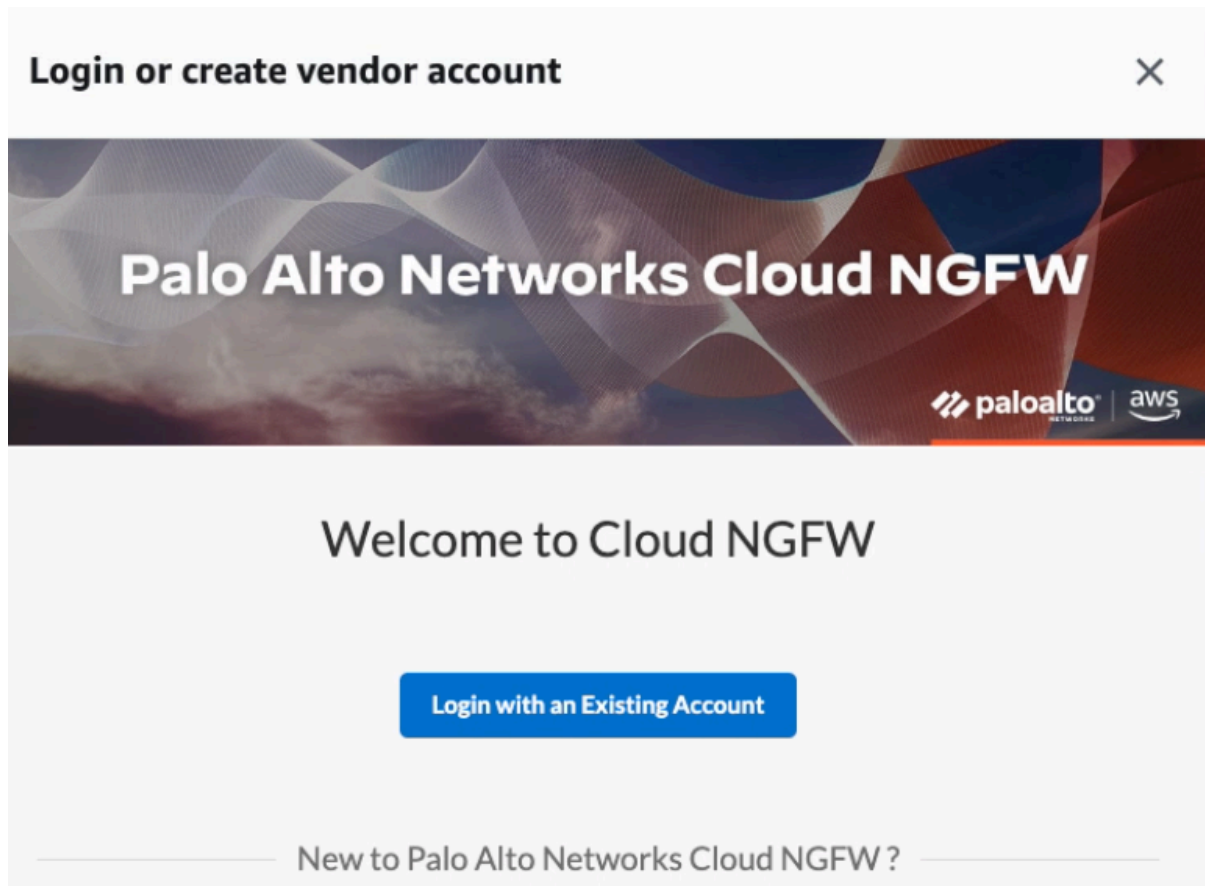 Login or create vendor account
Palo Alto Networks Cloud NGFW
paloalto
NETWORKS
aws
Welcome to Cloud NGFW
Login with an Existing Account
New to Palo Alto Networks Cloud NGFW ?